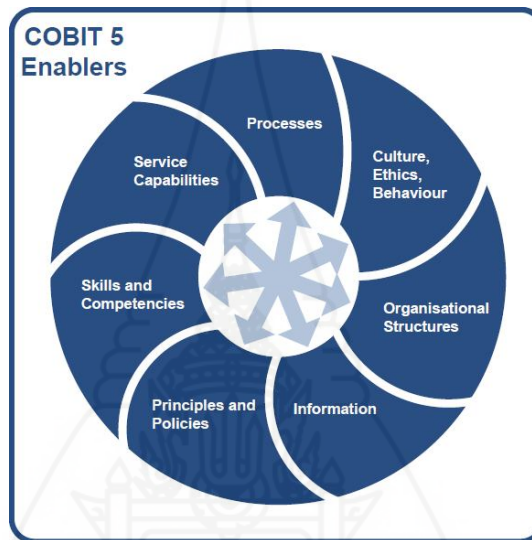 COBIT 5
Enablers
Processes
Culture,
Ethics,
Behaviour
Organisational
Structures
Information
Principles and
Policies
Skills and
Competencies
Service
Capabilities